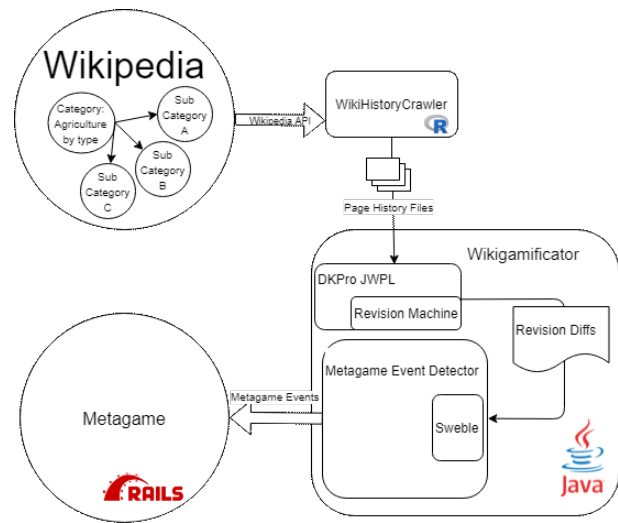 Wikipedia
Category:
Agriculture
by type
Sub
Category
A
Sub
Category
B
Sub
Category
C
Wikipedia API
WikiHistoryCrawler
R
Page History Files
Wikigamificator
DKPro JWPL
Revision Machine
Revision Diffs
Metagame Event Detector
Sweble
Metagame Events
Metagame
RAILS
Java